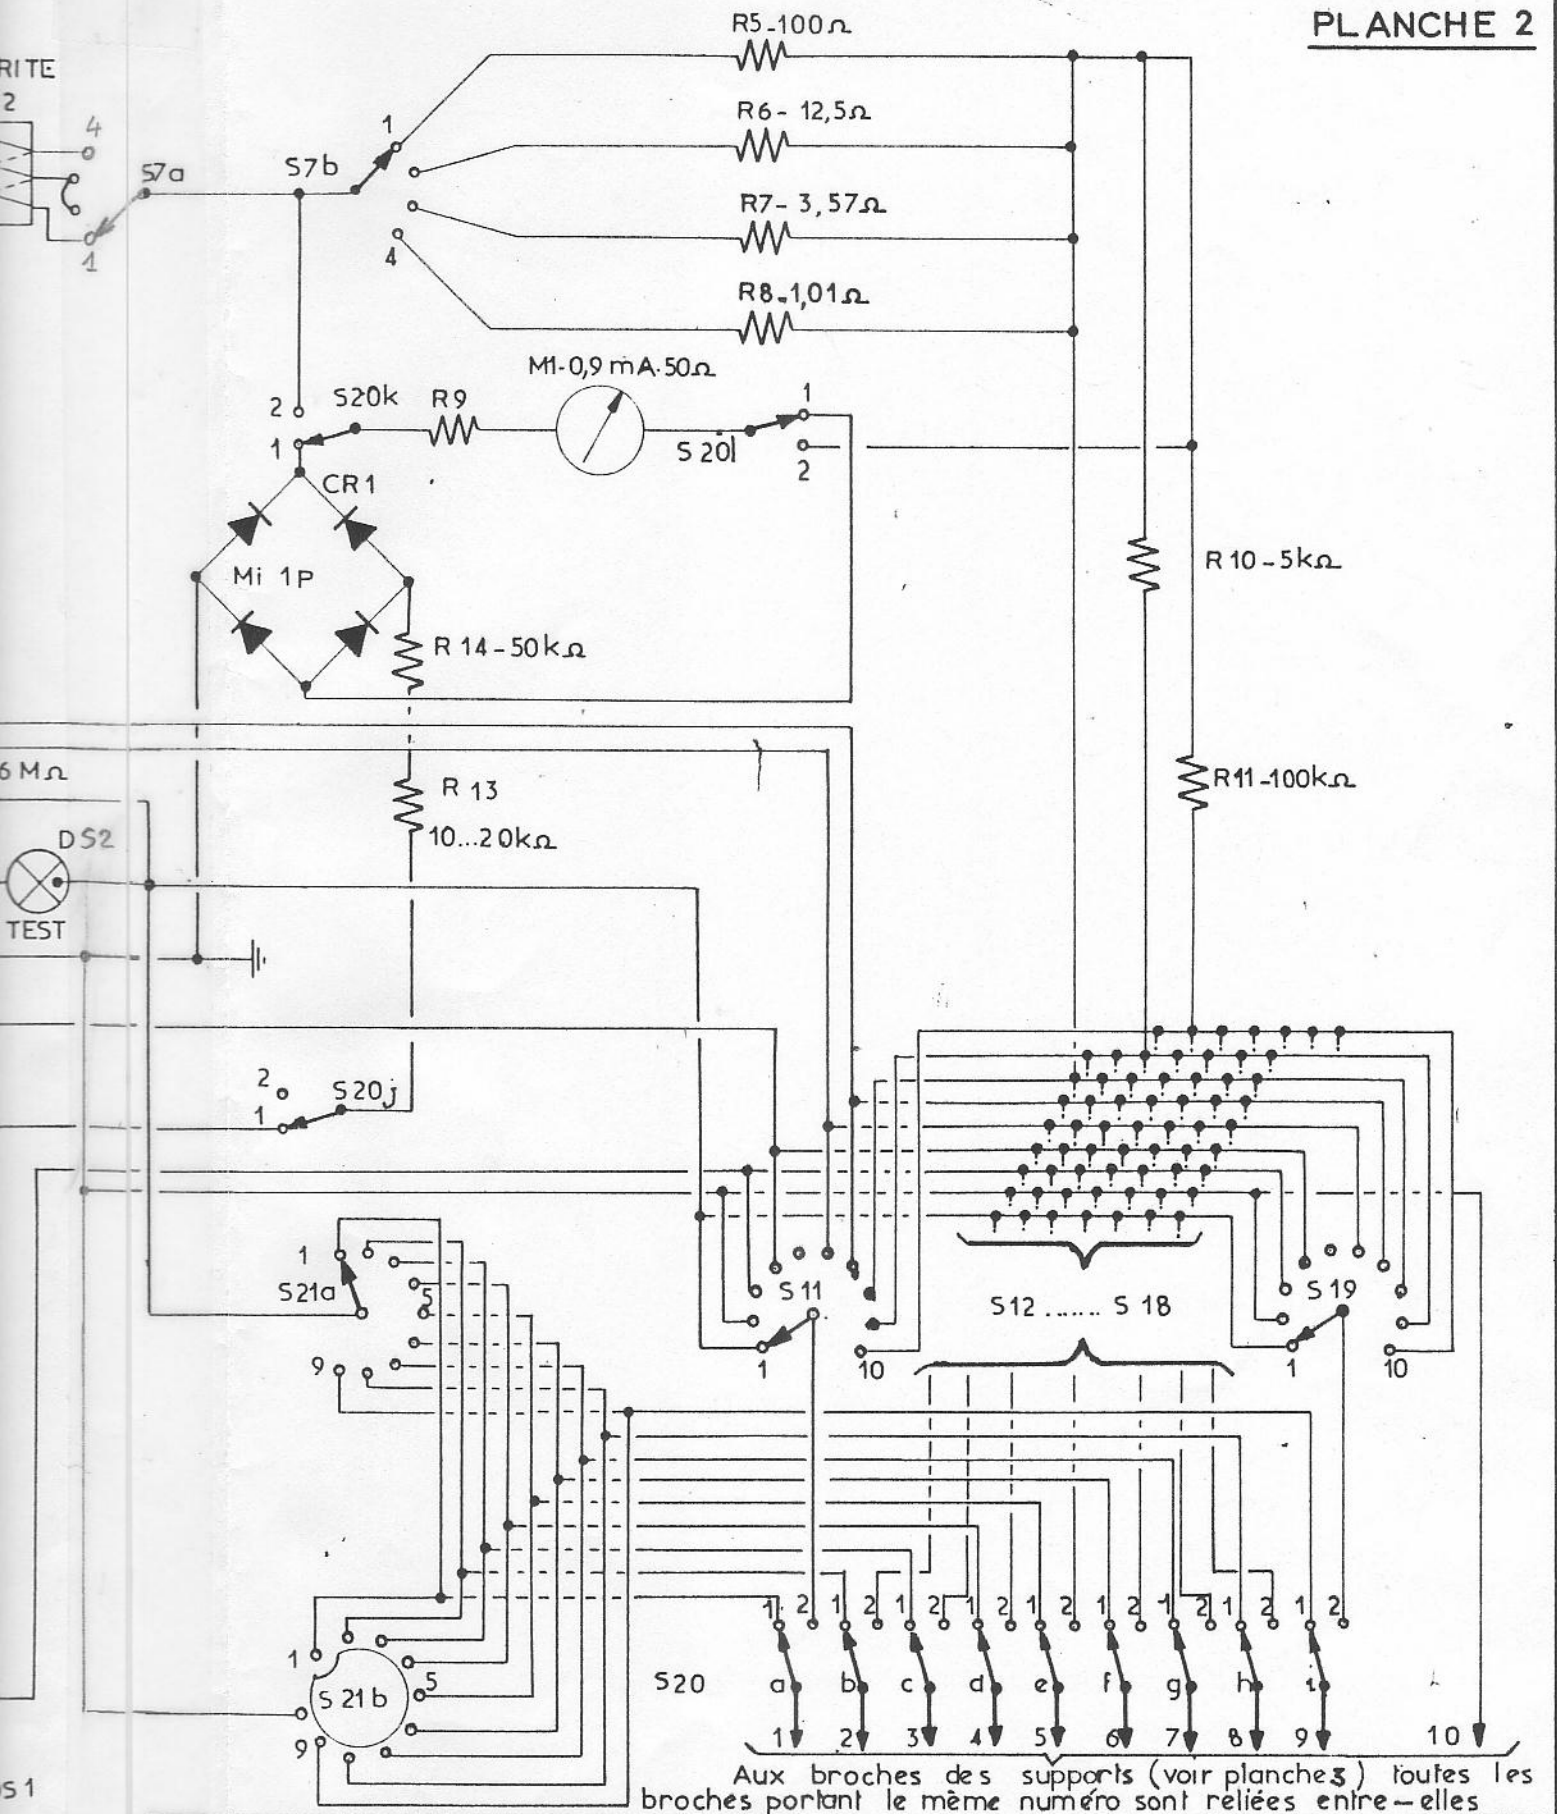 PLANCHE 2
R5-100Ω
RITE
2
4
S7a
1
S7b
1
4
R6- 12,5Ω
R7- 3,57Ω
R8-1,01Ω
M1-0,9 mA.50Ω
2
S20k
R9
1
S20l
1
2
CR1
Mi 1P
R 10-5kΩ
R 14-50kΩ
6 MΩ
R 13
10...20kΩ
R11-100kΩ
DS2
TEST
2
S20j
1
1
S21a
5
9
S11
1
10
S12 ....... S 18
S 19
1
10
1
S 21b
5
9
1 2 1 2 1 2 1 2 1 2 1 2 1 2 1 2 1 2
S20 a b c d e f g h i
1 2 3 4 5 6 7 8 9 10
S1
Aux broches des supports (voir planche3) toutes les
broches portant le même numéro sont reliées entre-elles